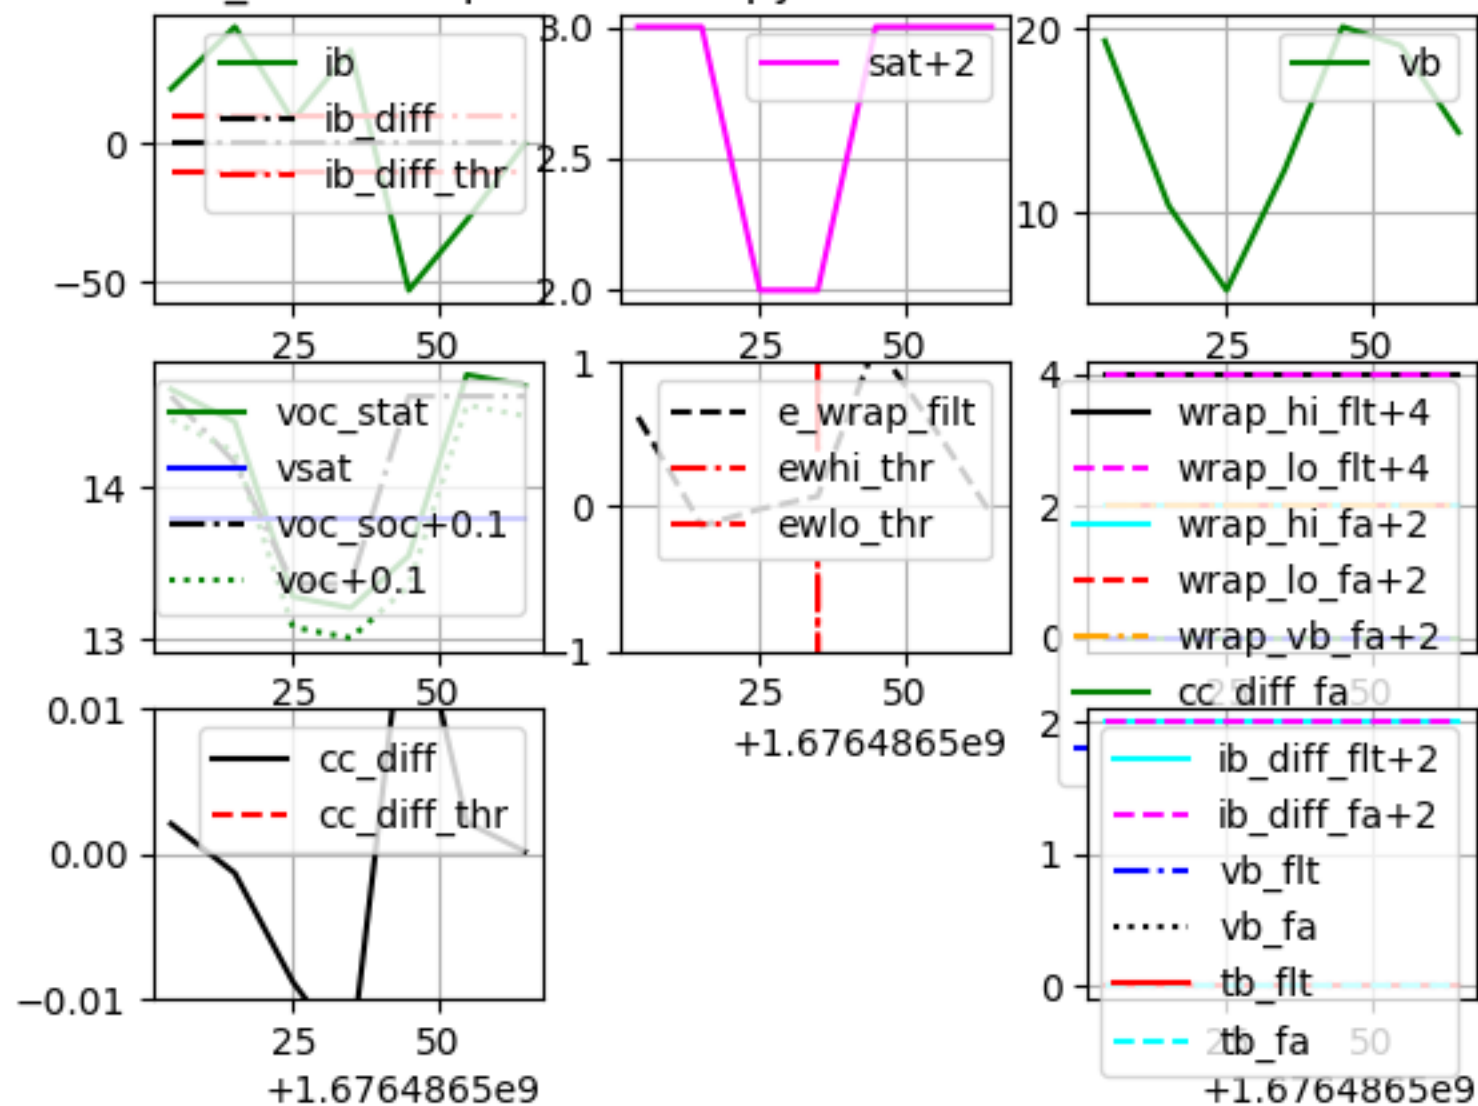 3.0
20
ib
sat+2
vb
ib_diff
0
2.5
ib_diff_thr
10
−50
2.0
25
50
25
50
25
50
1
4
voc_stat
e_wrap_filt
wrap_hi_flt+4
vsat
ewhi_thr
wrap_lo_flt+4
14
0
2
voc_soc+0.1
ewlo_thr
wrap_hi_fa+2
voc+0.1
wrap_lo_fa+2
13
−1
0
wrap_vb_fa+2
25
50
25
50
25
50
cc_diff_fa
0.01
2
+1.6764865e9
cc_diff
ib_diff_flt+2
cc_diff_thr
ib_diff_fa+2
0.00
1
vb_flt
vb_fa
−0.01
0
tb_flt
25
50
25
50
tb_fa
+1.6764865e9
+1.6764865e9